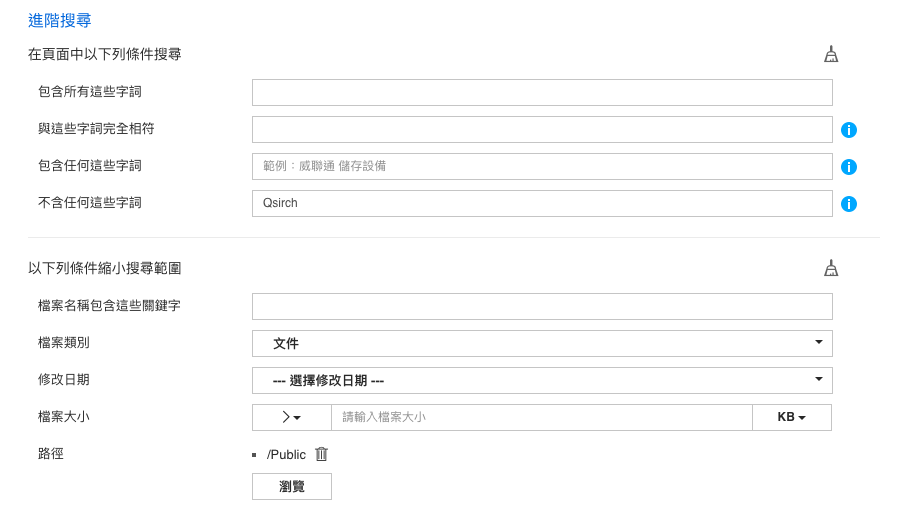 進階搜尋
在頁面中以下列條件搜尋
包含所有這些字詞
與這些字詞完全相符
包含任何這些字詞 範例：威聯通 儲存設備
不含任何這些字詞 Qsirch
以下列條件縮小搜尋範圍
檔案名稱包含這些關鍵字
檔案類別 文件
修改日期 --- 選擇修改日期 ---
檔案大小 > 請輸入檔案大小 KB
路徑 /Public
瀏覽